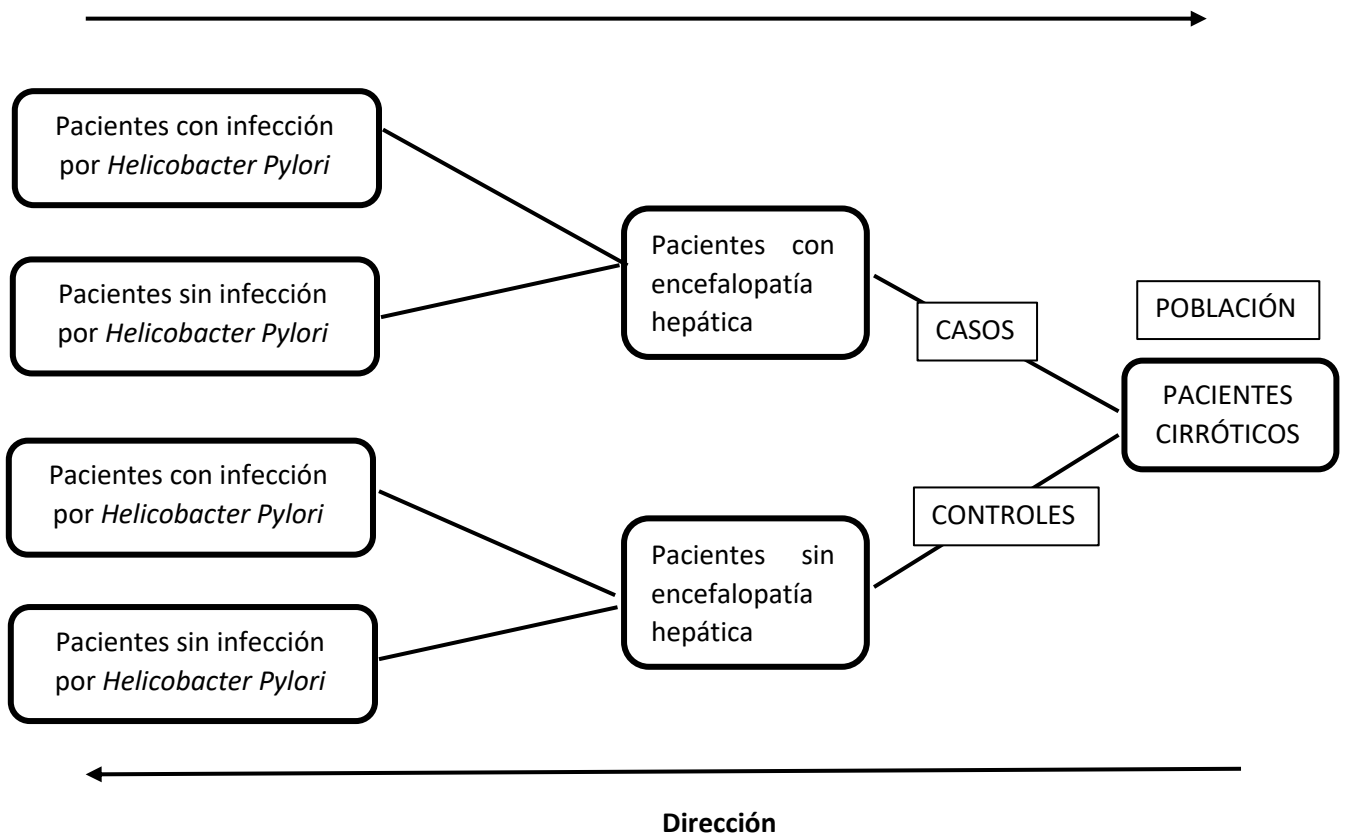 Pacientes con infección
por Helicobacter Pylori
Pacientes sin infección
por Helicobacter Pylori
Pacientes con
encefalopatía
hepática
CASOS
POBLACIÓN
PACIENTES
CIRRÓTICOS
Pacientes con infección
por Helicobacter Pylori
Pacientes sin infección
por Helicobacter Pylori
Pacientes sin
encefalopatía
hepática
CONTROLES
Dirección